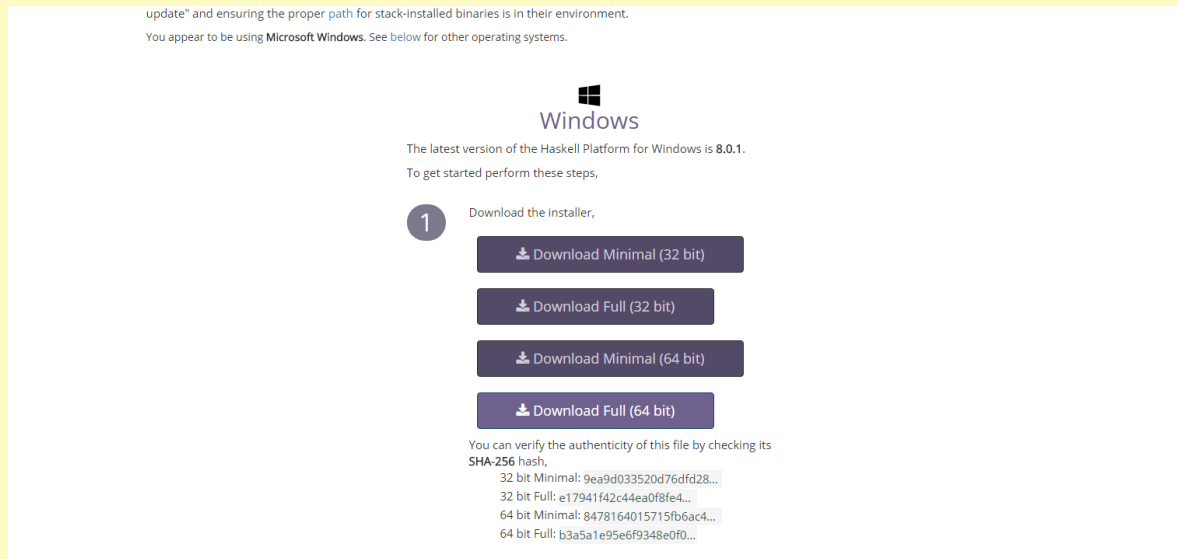 update" and ensuring the proper path for stack-installed binaries is in their environment.
You appear to be using Microsoft Windows. See below for other operating systems.
Windows
The latest version of the Haskell Platform for Windows is 8.0.1.
To get started perform these steps,
1
Download the installer,
Download Minimal (32 bit)
Download Full (32 bit)
Download Minimal (64 bit)
Download Full (64 bit)
You can verify the authenticity of this file by checking its
SHA-256 hash,
32 bit Minimal: 9ea9d033520d76dfd28...
32 bit Full: e17941f42c44ea0f8fe4...
64 bit Minimal: 8478164015715fb6ac4...
64 bit Full: b3a5a1e95e6f9348e0f0...